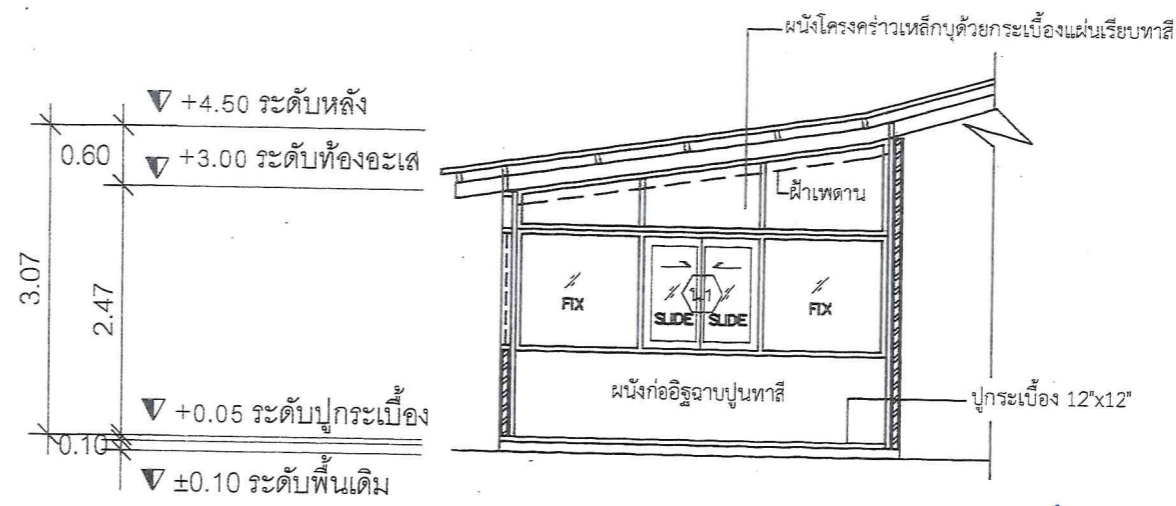 ผนังโครงคร่าวเหล็กบุด้วยกระเบื้องแผ่นเรียบทาสี
+4.50 ระดับหลัง
0.60
+3.00 ระดับท้องอะเส
ฝ้าเพดาน
3.07
2.47
FIX
น1
SLIDE SLIDE
FIX
ผนังก่ออิฐฉาบปูนทาสี
ปูกระเบื้อง 12"x12"
+0.05 ระดับปูกระเบื้อง
0.10
±0.10 ระดับพื้นเดิม